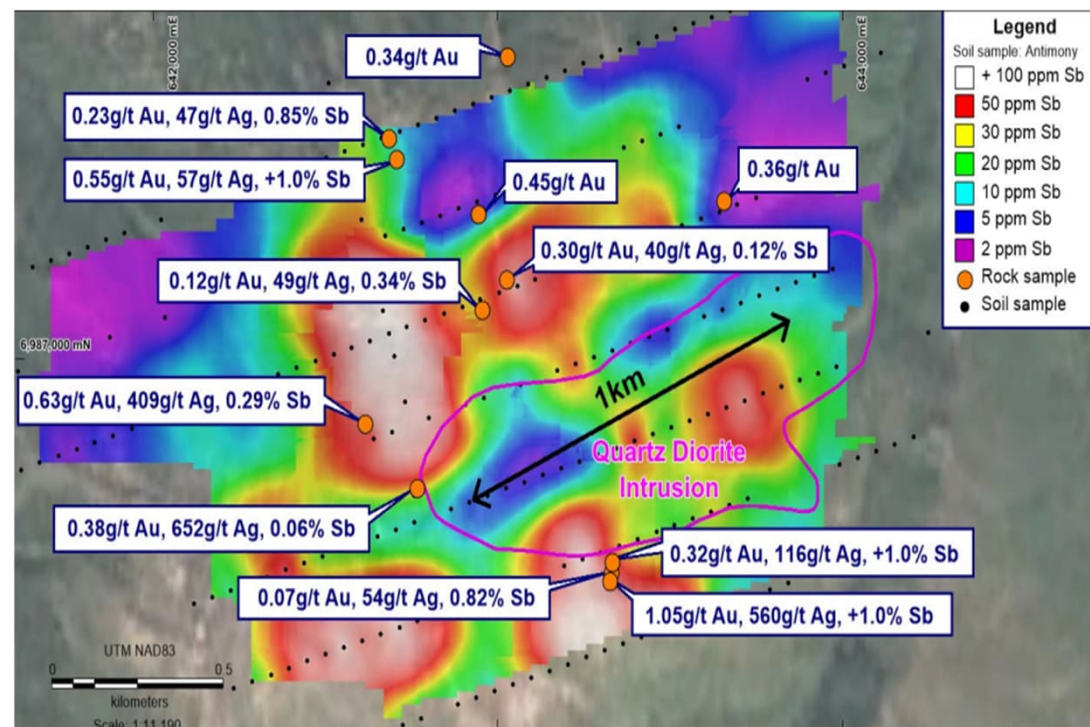 642,000 mE
644,000 mE
Legend
Soil sample: Antimony
+ 100 ppm Sb
50 ppm Sb
30 ppm Sb
20 ppm Sb
10 ppm Sb
5 ppm Sb
2 ppm Sb
Rock sample
Soil sample
0.34g/t Au
0.23g/t Au, 47g/t Ag, 0.85% Sb
0.55g/t Au, 57g/t Ag, +1.0% Sb
0.45g/t Au
0.36g/t Au
0.30g/t Au, 40g/t Ag, 0.12% Sb
0.12g/t Au, 49g/t Ag, 0.34% Sb
6,987,000 mN
0.63g/t Au, 409g/t Ag, 0.29% Sb
1km
Quartz Diorite
Intrusion
0.38g/t Au, 652g/t Ag, 0.06% Sb
0.32g/t Au, 116g/t Ag, +1.0% Sb
0.07g/t Au, 54g/t Ag, 0.82% Sb
1.05g/t Au, 560g/t Ag, +1.0% Sb
UTM NAD83
0 0.5
kilometers
Scale: 1:11,190